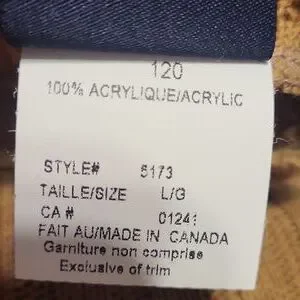 120
100% ACRYLIQUE/ACRYLIC
STYLE# 5173
TAILLE/SIZE L/G
CA # 01241
FAIT AU/MADE IN CANADA
Garniture non comprise
Exclusive of trim